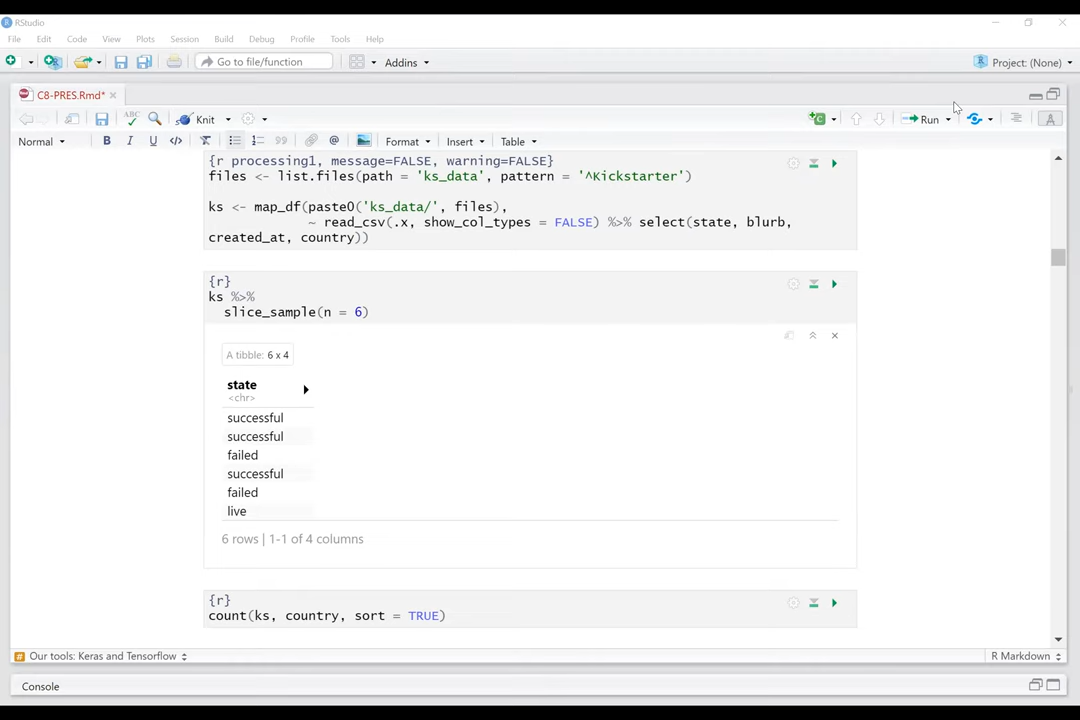 RStudio
File Edit Code View Plots Session Build Debug Profile Tools Help
Go to file/function Addins Project: (None)
C8-PRES.Rmd*
ABC Knit Run
Normal B I U Format Insert Table
{r processing1, message=FALSE, warning=FALSE}
files <- list.files(path = 'ks_data', pattern = '^Kickstarter')
ks <- map_df(paste0('ks_data/', files),
~ read_csv(.x, show_col_types = FALSE) %>% select(state, blurb,
created_at, country))
{r}
ks %>%
slice_sample(n = 6)
A tibble: 6 x 4
state
<chr>
successful
successful
failed
successful
failed
live
6 rows | 1-1 of 4 columns
{r}
count(ks, country, sort = TRUE)
# Our tools: Keras and Tensorflow R Markdown
Console